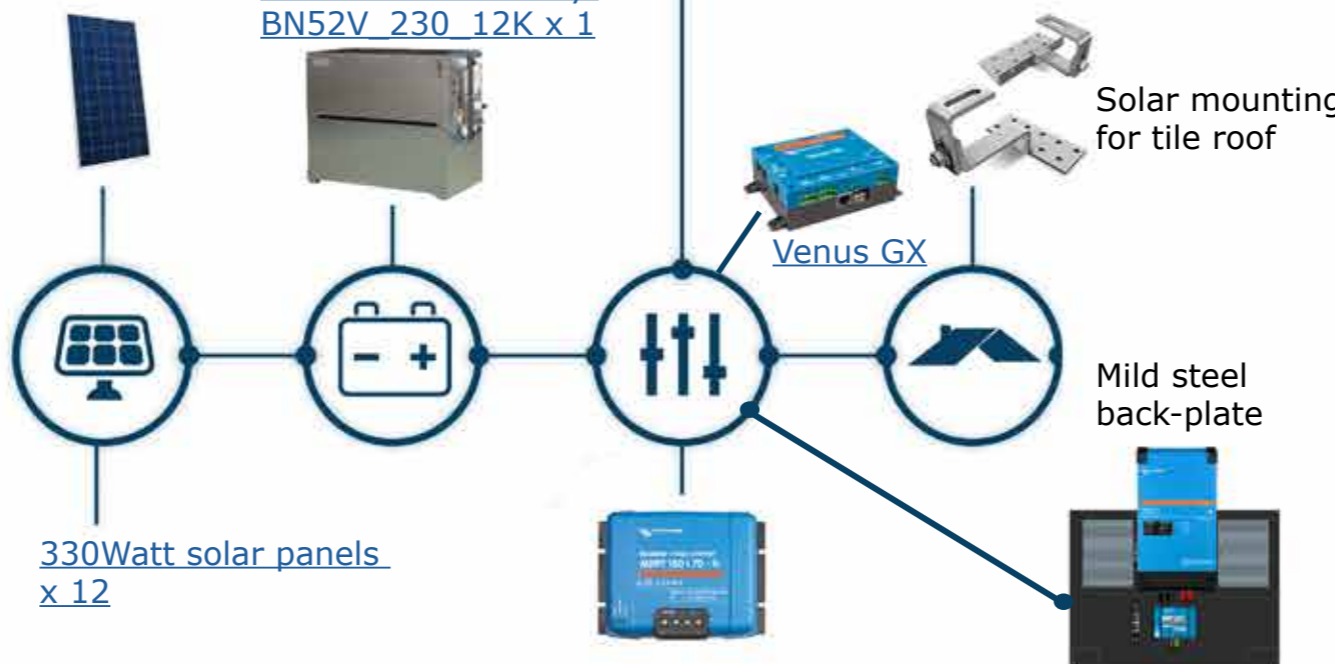 BN52V_230_12K x 1
Solar mounting
for tile roof
Venus GX
Mild steel
back-plate
330Watt solar panels
x 12